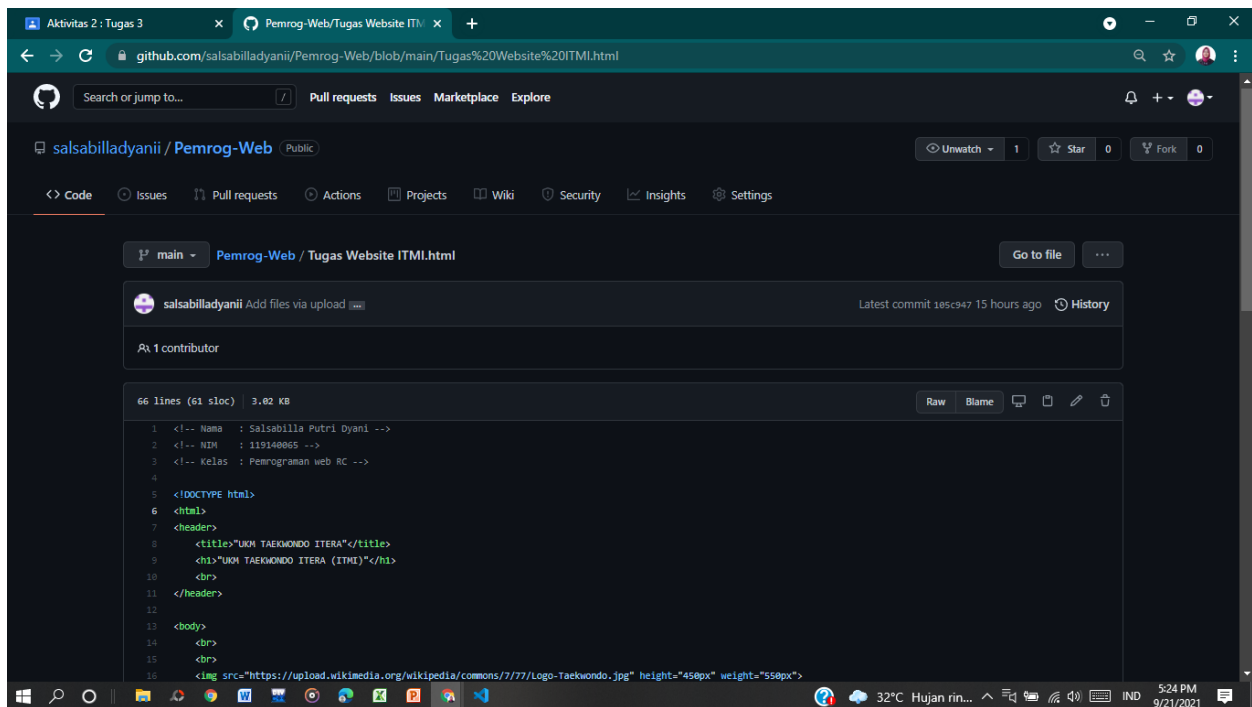 Aktivitas 2 : Tugas 3
Pemrog-Web/Tugas Website ITM
github.com/salsabilladyanii/Pemrog-Web/blob/main/Tugas%20Website%20ITMI.html
Search or jump to... / Pull requests Issues Marketplace Explore
salsabilladyanii / Pemrog-Web Public
Unwatch 1 Star 0 Fork 0
<> Code Issues Pull requests Actions Projects Wiki Security Insights Settings
main Pemrog-Web / Tugas Website ITMI.html Go to file ...
salsabilladyanii Add files via upload ... Latest commit 105c947 15 hours ago History
1 contributor
66 lines (61 sloc) 3.02 KB Raw Blame
1 <!-- Nama : Salsabilla Putri Dyani -->
2 <!-- NIM : 119140065 -->
3 <!-- Kelas : Pemrograman web RC -->
4
5 <!DOCTYPE html>
6 <html>
7 <header>
8 <title>"UKM TAEKWONDO ITERA"</title>
9 <h1>"UKM TAEKWONDO ITERA (ITMI)"</h1>
10 <br>
11 </header>
12
13 <body>
14 <br>
15 <br>
16 <img src="https://upload.wikimedia.org/wikipedia/commons/7/77/Logo-Taekwondo.jpg" height="450px" weight="550px">
32°C Hujan rin... IND 5:24 PM
9/21/2021